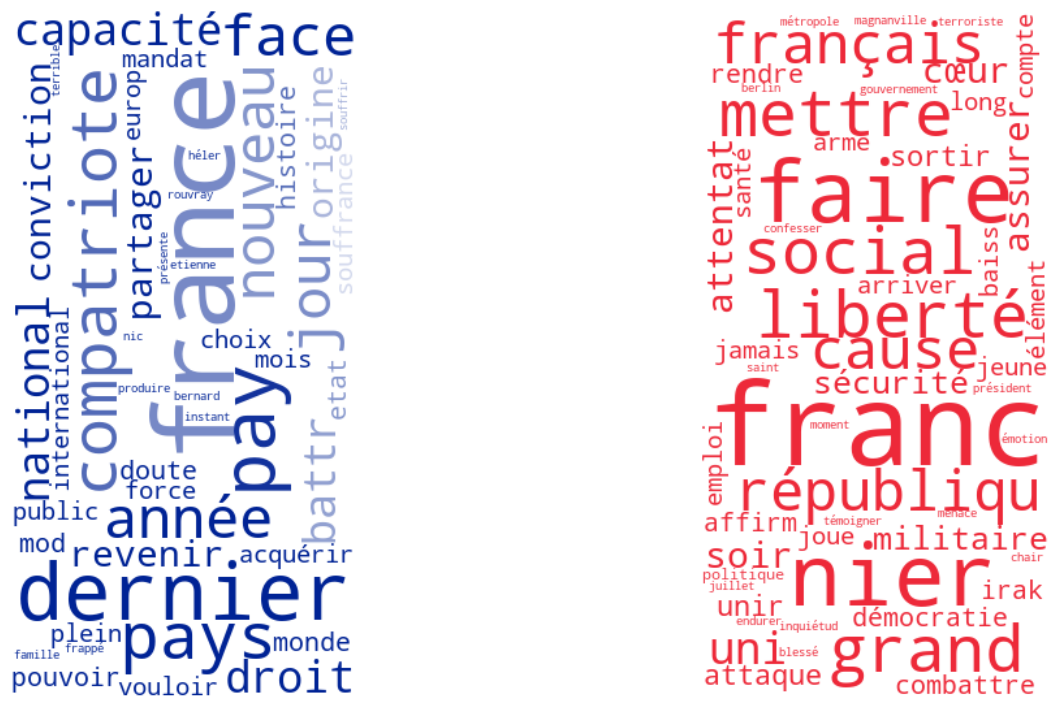 capacité
face
mandat
terrible
conviction
compatriote
europ
partager
france
nouveau
histoire
origine
souffrir
souffrance
jour
héler
rouvray
présente
etienne
national
international
nic
choix
mois
pay
produire
bernard
instant
etat
battr
doute
force
public
année
mod
revenir
acquérir
dernier
plein
pays
monde
famille
frappé
pouvoir
vouloir
droit
métropole
magnanville
terroriste
français
compte
rendre
cœur
berlin
gouvernement
mettre
long
arme
assurer
attentat
santé
sortir
faire
confesser
social
baiss
arriver
élément
liberté
jamais
cause
jeune
saint
sécurité
président
franc
moment
émotion
emploi
républiqu
menace
affirm
témoigner
joue
militaire
soir
chair
politique
juillet
nier
irak
unir
endurer
inquiétud
démocratie
uni
blessé
grand
attaque
combattre